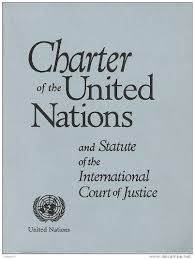 Charter
of the United
Nations
and Statute
of the
International
Court of Justice
United Nations